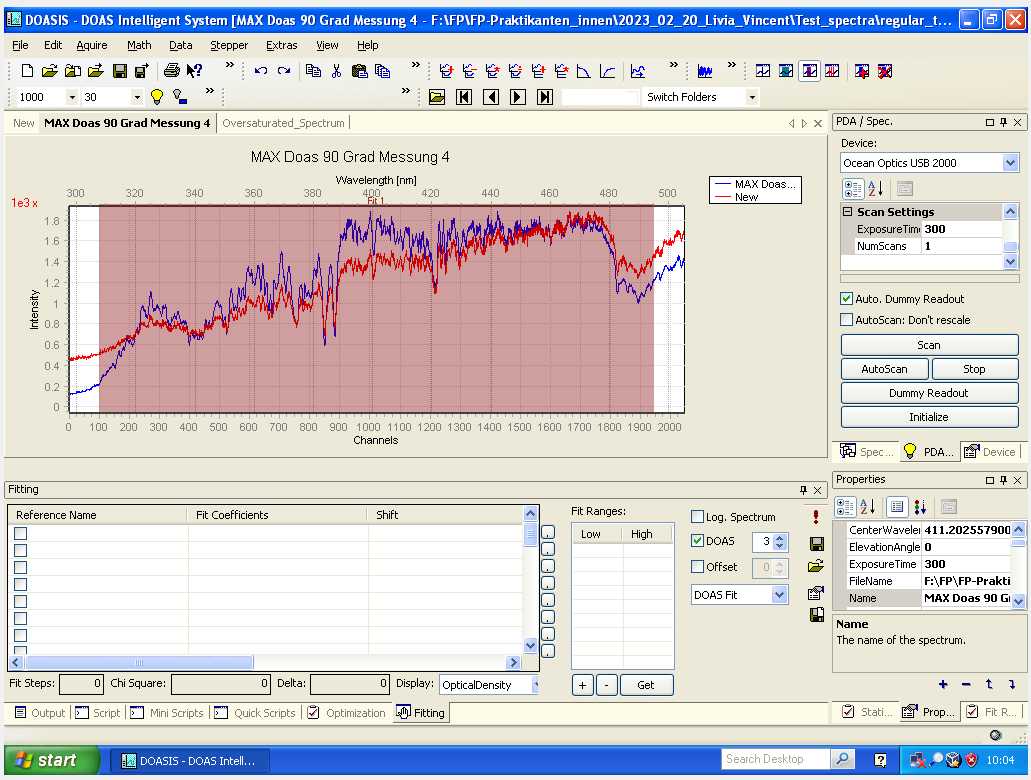 DOASIS - DOAS Intelligent System [MAX Doas 90 Grad Messung 4 - F:\FP\FP-Praktikanten_innen\2023_02_20_Livia_Vincent\Test_spectra\regular_t...
File Edit Aquire Math Data Stepper Extras View Help
1000 30 Switch Folders
New MAX Doas 90 Grad Messung 4 Oversaturated_Spectrum
MAX Doas 90 Grad Messung 4
Wavelength [nm]
300 320 340 360 380 400 420 440 460 480 500
1e3 x
Fit 1
MAX Doas...
New
1.8
1.6
1.4
1.2
1
0.8
0.6
0.4
0.2
0
Intensity
0 100 200 300 400 500 600 700 800 900 1000 1100 1200 1300 1400 1500 1600 1700 1800 1900 2000
Channels
PDA / Spec.
Device:
Ocean Optics USB 2000
Scan Settings
ExposureTim 300
NumScans 1
Auto. Dummy Readout
AutoScan: Don't rescale
Scan
AutoScan Stop
Dummy Readout
Initialize
Spec... PDA... Device
Fitting
Reference Name Fit Coefficients Shift
Fit Ranges:
Low High
Log. Spectrum
DOAS 3
Offset 0
DOAS Fit
+ - Get
Fit Steps: 0 Chi Square: 0 Delta: 0 Display: OpticalDensity
Output Script Mini Scripts Quick Scripts Optimization Fitting
Properties
CenterWaveler 411.202557900
ElevationAngle 0
ExposureTime 300
FileName F:\FP\FP-Prakti
Name MAX Doas 90 Gr
Name
The name of the spectrum.
Stati... Prop... Fit R...
start DOASIS - DOAS Intell... Search Desktop 10:04